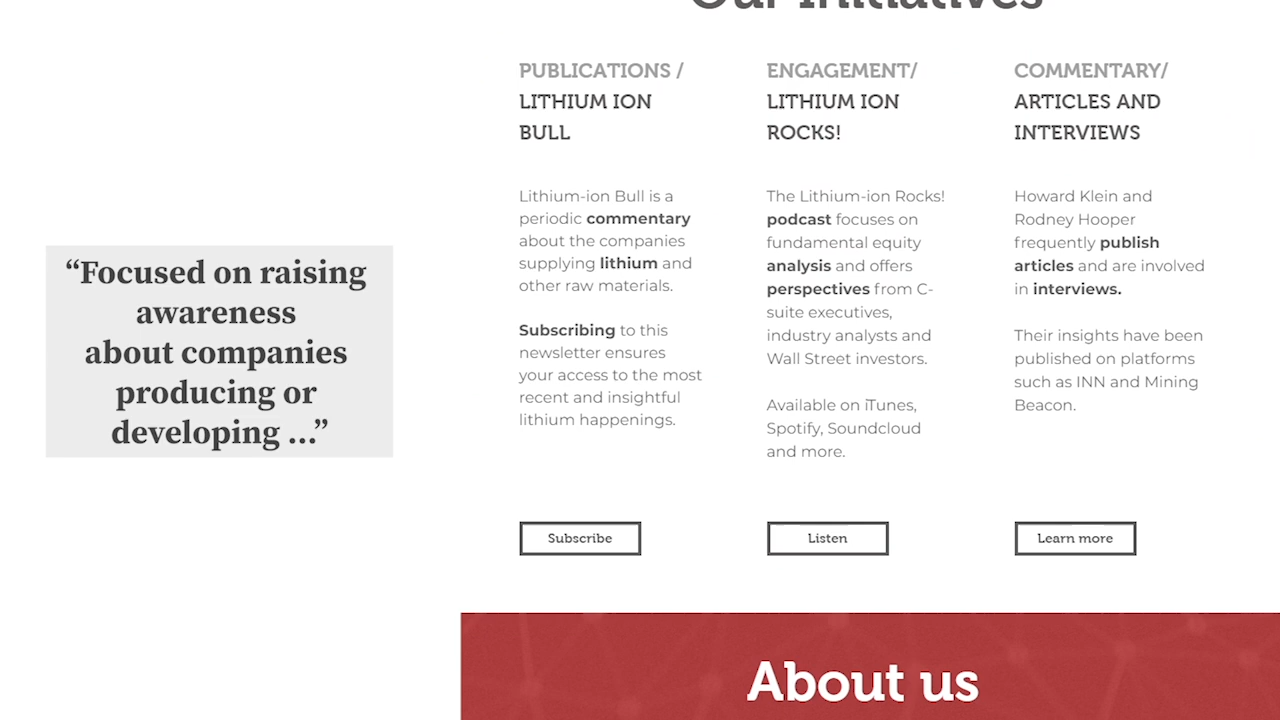 Our Initiatives
“Focused on raising
awareness
about companies
producing or
developing ...”
PUBLICATIONS /
LITHIUM ION
BULL
Lithium-ion Bull is a
periodic commentary
about the companies
supplying lithium and
other raw materials.
Subscribing to this
newsletter ensures
your access to the most
recent and insightful
lithium happenings.
Subscribe
ENGAGEMENT/
LITHIUM ION
ROCKS!
The Lithium-ion Rocks!
podcast focuses on
fundamental equity
analysis and offers
perspectives from C-
suite executives,
industry analysts and
Wall Street investors.
Available on iTunes,
Spotify, Soundcloud
and more.
Listen
COMMENTARY/
ARTICLES AND
INTERVIEWS
Howard Klein and
Rodney Hooper
frequently publish
articles and are involved
in interviews.
Their insights have been
published on platforms
such as INN and Mining
Beacon.
Learn more
About us